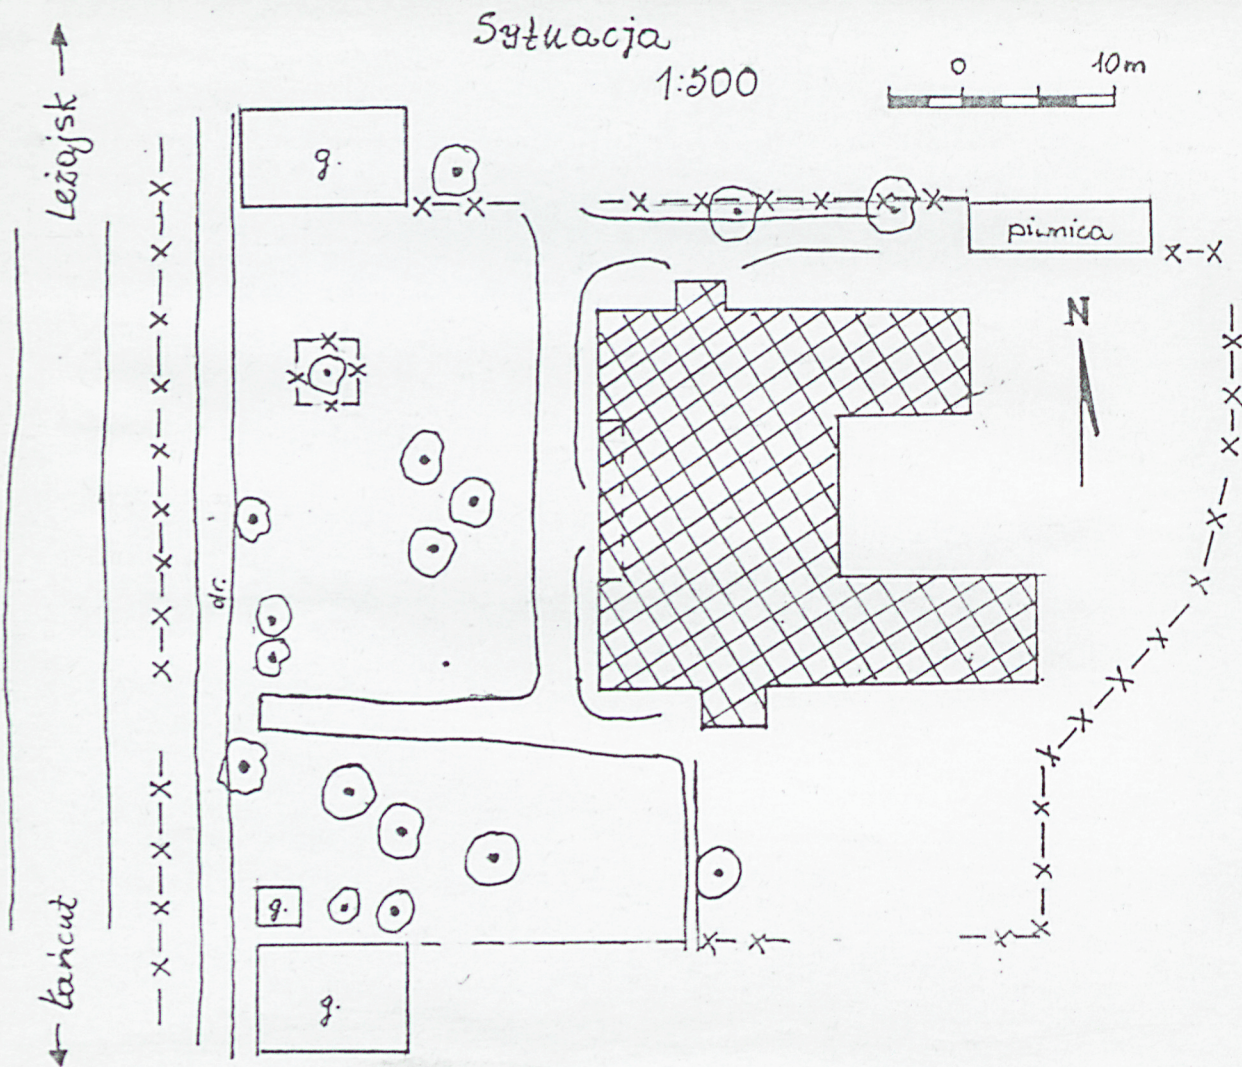 Sytuacja
1:500
0 10m
Leżajsk
g.
piwnica
N
dr.
g.
Łańcut
g.